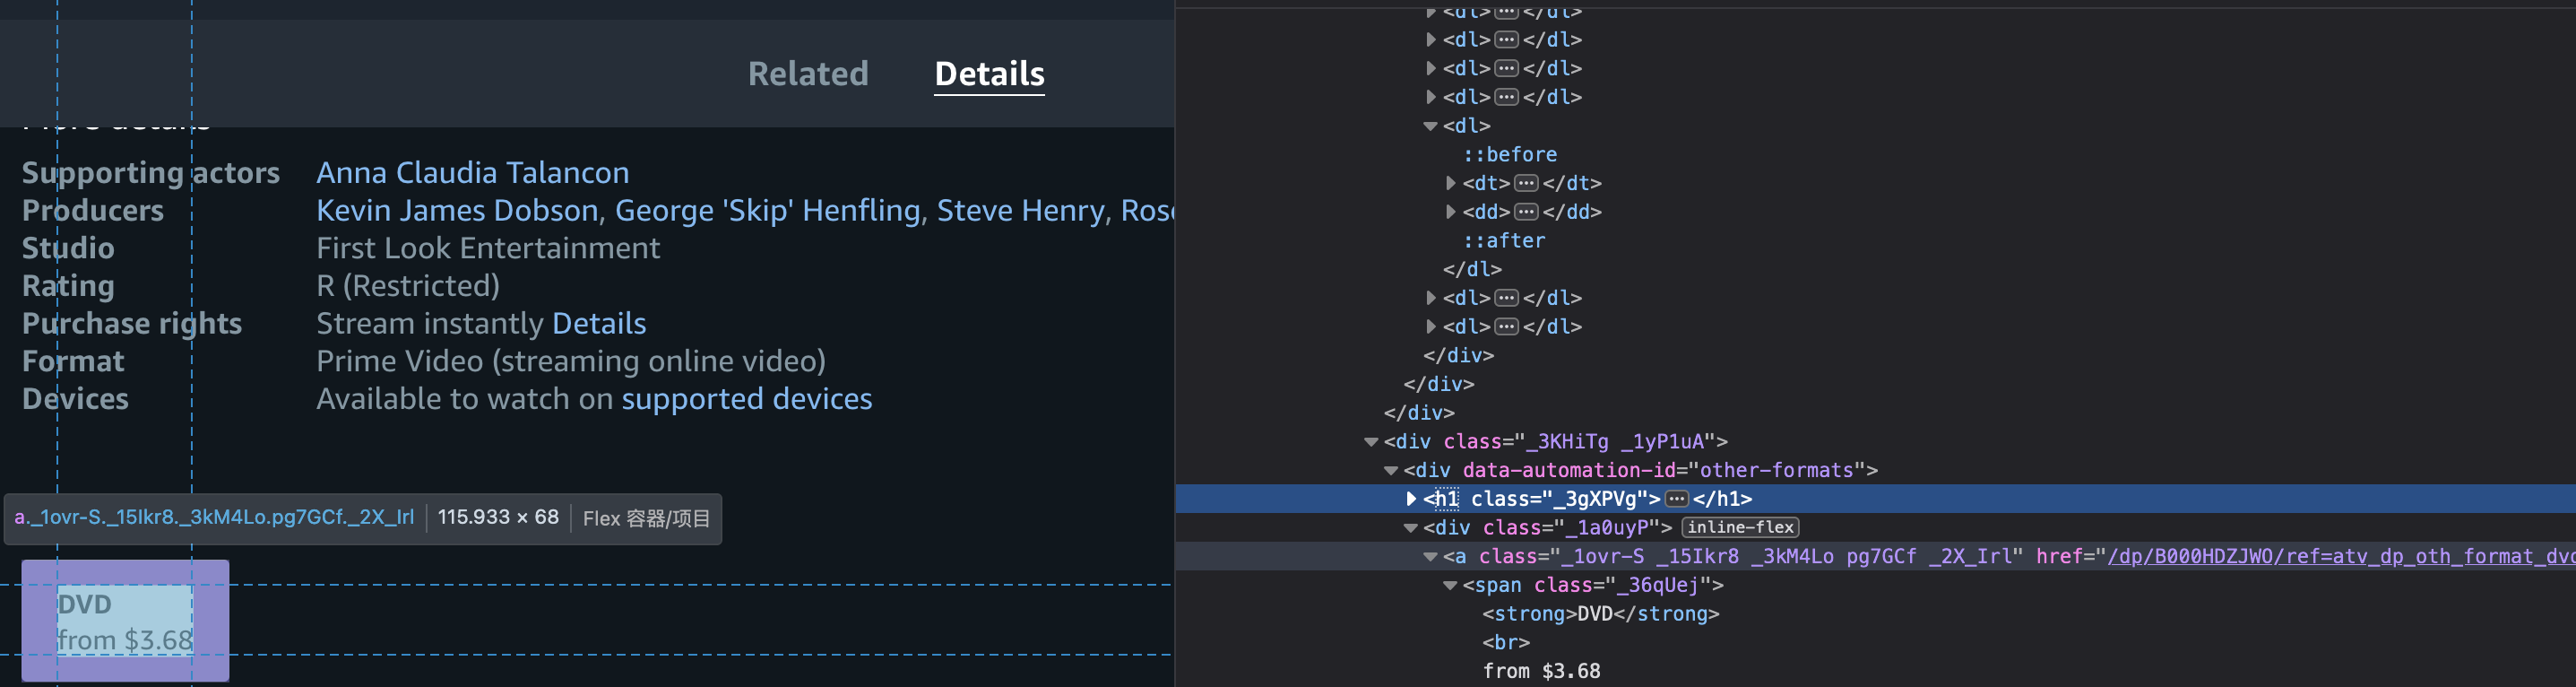 Related Details
More details
Supporting actors Anna Claudia Talancon
Producers Kevin James Dobson, George 'Skip' Henfling, Steve Henry,
Studio First Look Entertainment
Rating R (Restricted)
Purchase rights Stream instantly Details
Format Prime Video (streaming online video)
Devices Available to watch on supported devices
a._1ovr-S._15Ikr8._3kM4Lo.pg7GCf._2X_Irl 115.933 × 68 Flex 容器/项目
DVD
from $3.68
<dl>…</dl>
<dl>…</dl>
<dl>…</dl>
<dl>…</dl>
<dl>
::before
<dt>…</dt>
<dd>…</dd>
::after
</dl>
<dl>…</dl>
<dl>…</dl>
</div>
</div>
</div>
<div class="_3KHiTg _1yP1uA">
<div data-automation-id="other-formats">
<h1 class="_3gXPVg">…</h1>
<div class="_1a0uyP"> inline-flex
<a class="_1ovr-S _15Ikr8 _3kM4Lo pg7GCf _2X_Irl" href="/dp/B000HDZJWO/ref=atv_dp_oth_format_dvd
<span class="_36qUej">
<strong>DVD</strong>
<br>
from $3.68